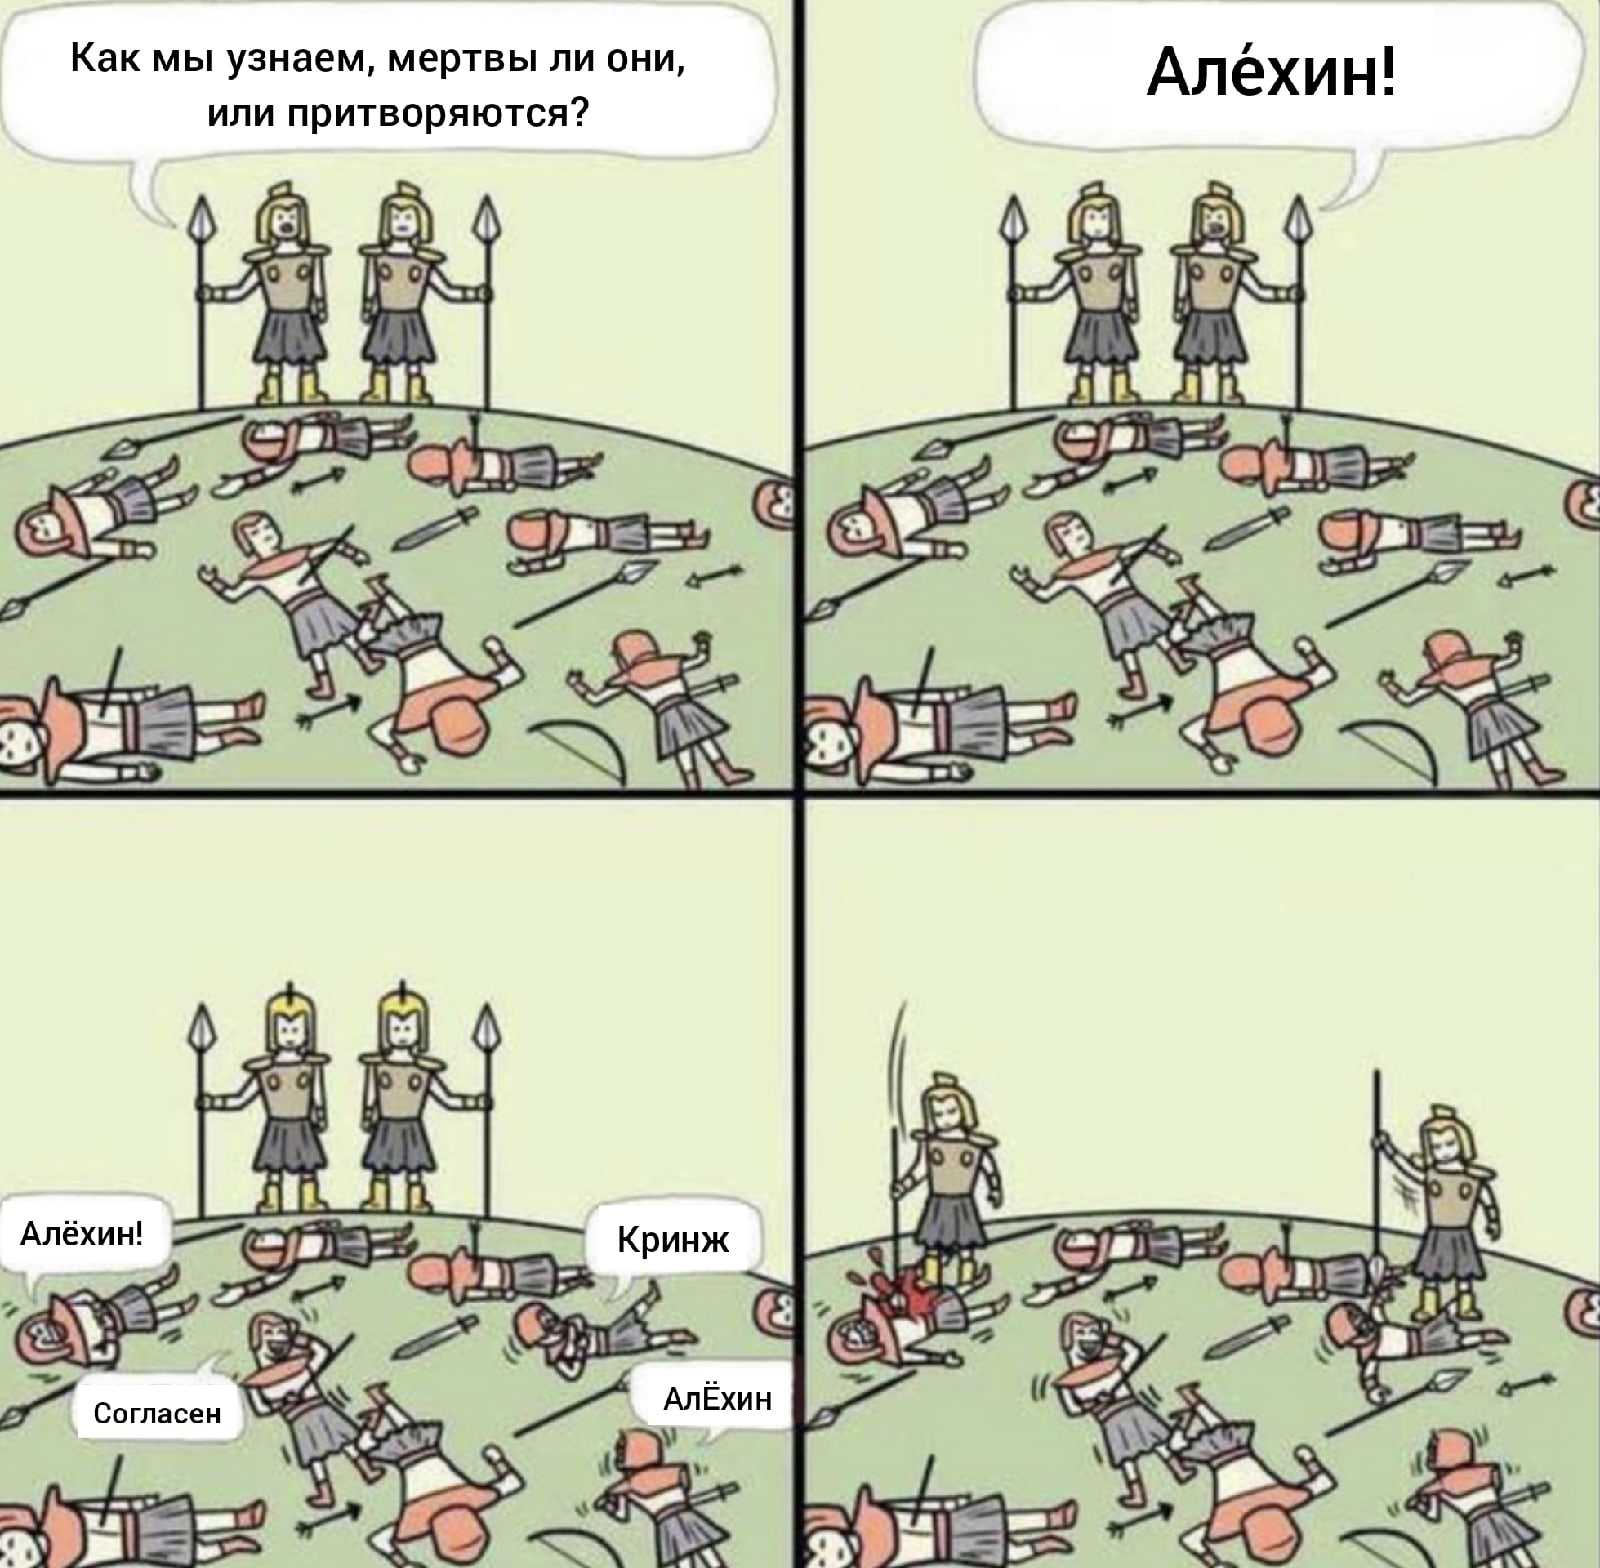 Как мы узнаем, мертвы ли они,
или притворяются?
Але́хин!
Алёхин!
Кринж
Согласен
АлЁхин